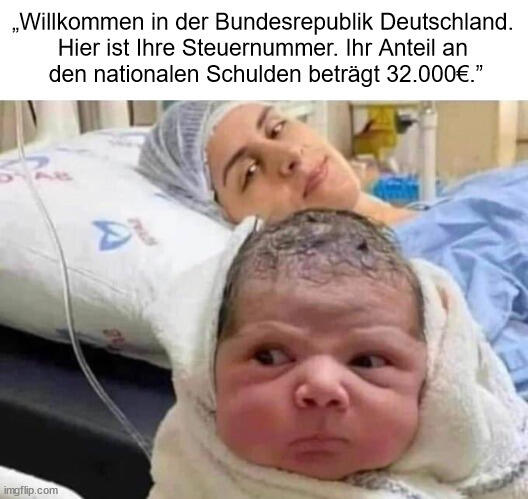 „Willkommen in der Bundesrepublik Deutschland.
Hier ist Ihre Steuernummer. Ihr Anteil an
den nationalen Schulden beträgt 32.000€.”
imgflip.com